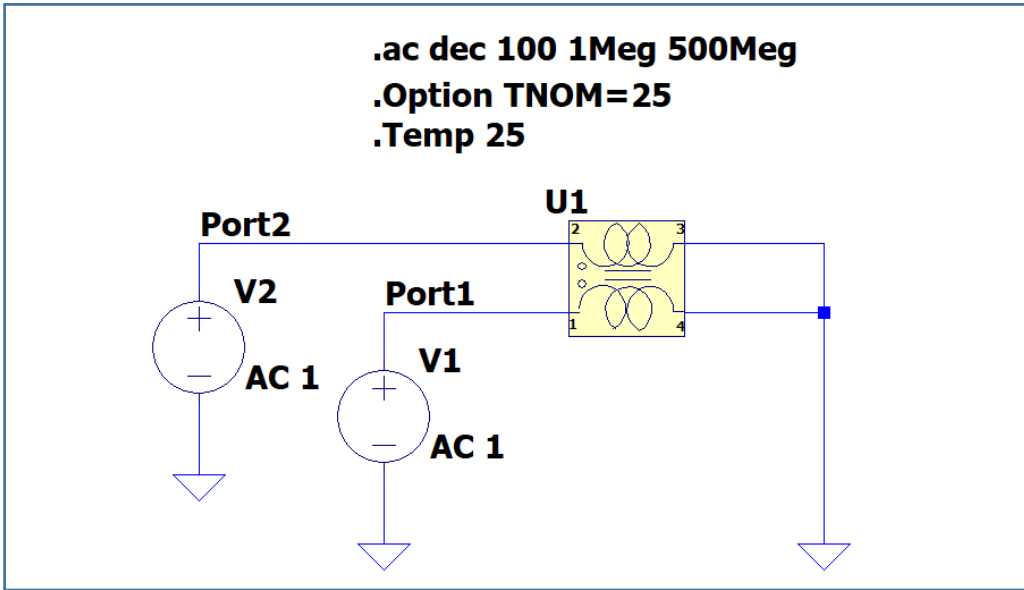 .ac dec 100 1Meg 500Meg
.Option TNOM=25
.Temp 25
U1
Port2
2
3
V2
Port1
1
4
V1
AC 1
AC 1